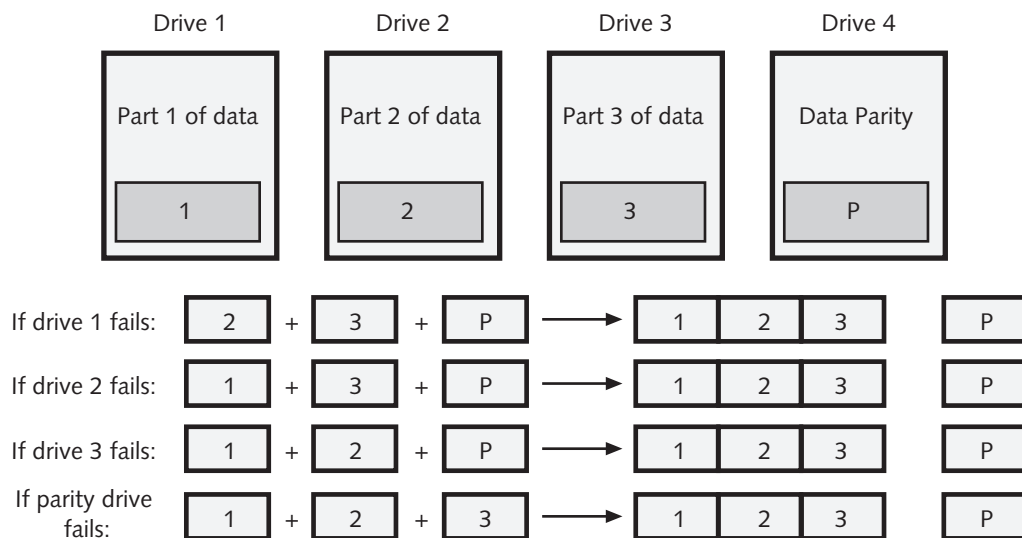 Drive 1 Drive 2 Drive 3 Drive 4
Part 1 of data Part 2 of data Part 3 of data Data Parity
1 2 3 P
If drive 1 fails: 2 + 3 + P 1 2 3 P
If drive 2 fails: 1 + 3 + P 1 2 3 P
If drive 3 fails: 1 + 2 + P 1 2 3 P
If parity drive
fails: 1 + 2 + 3 1 2 3 P